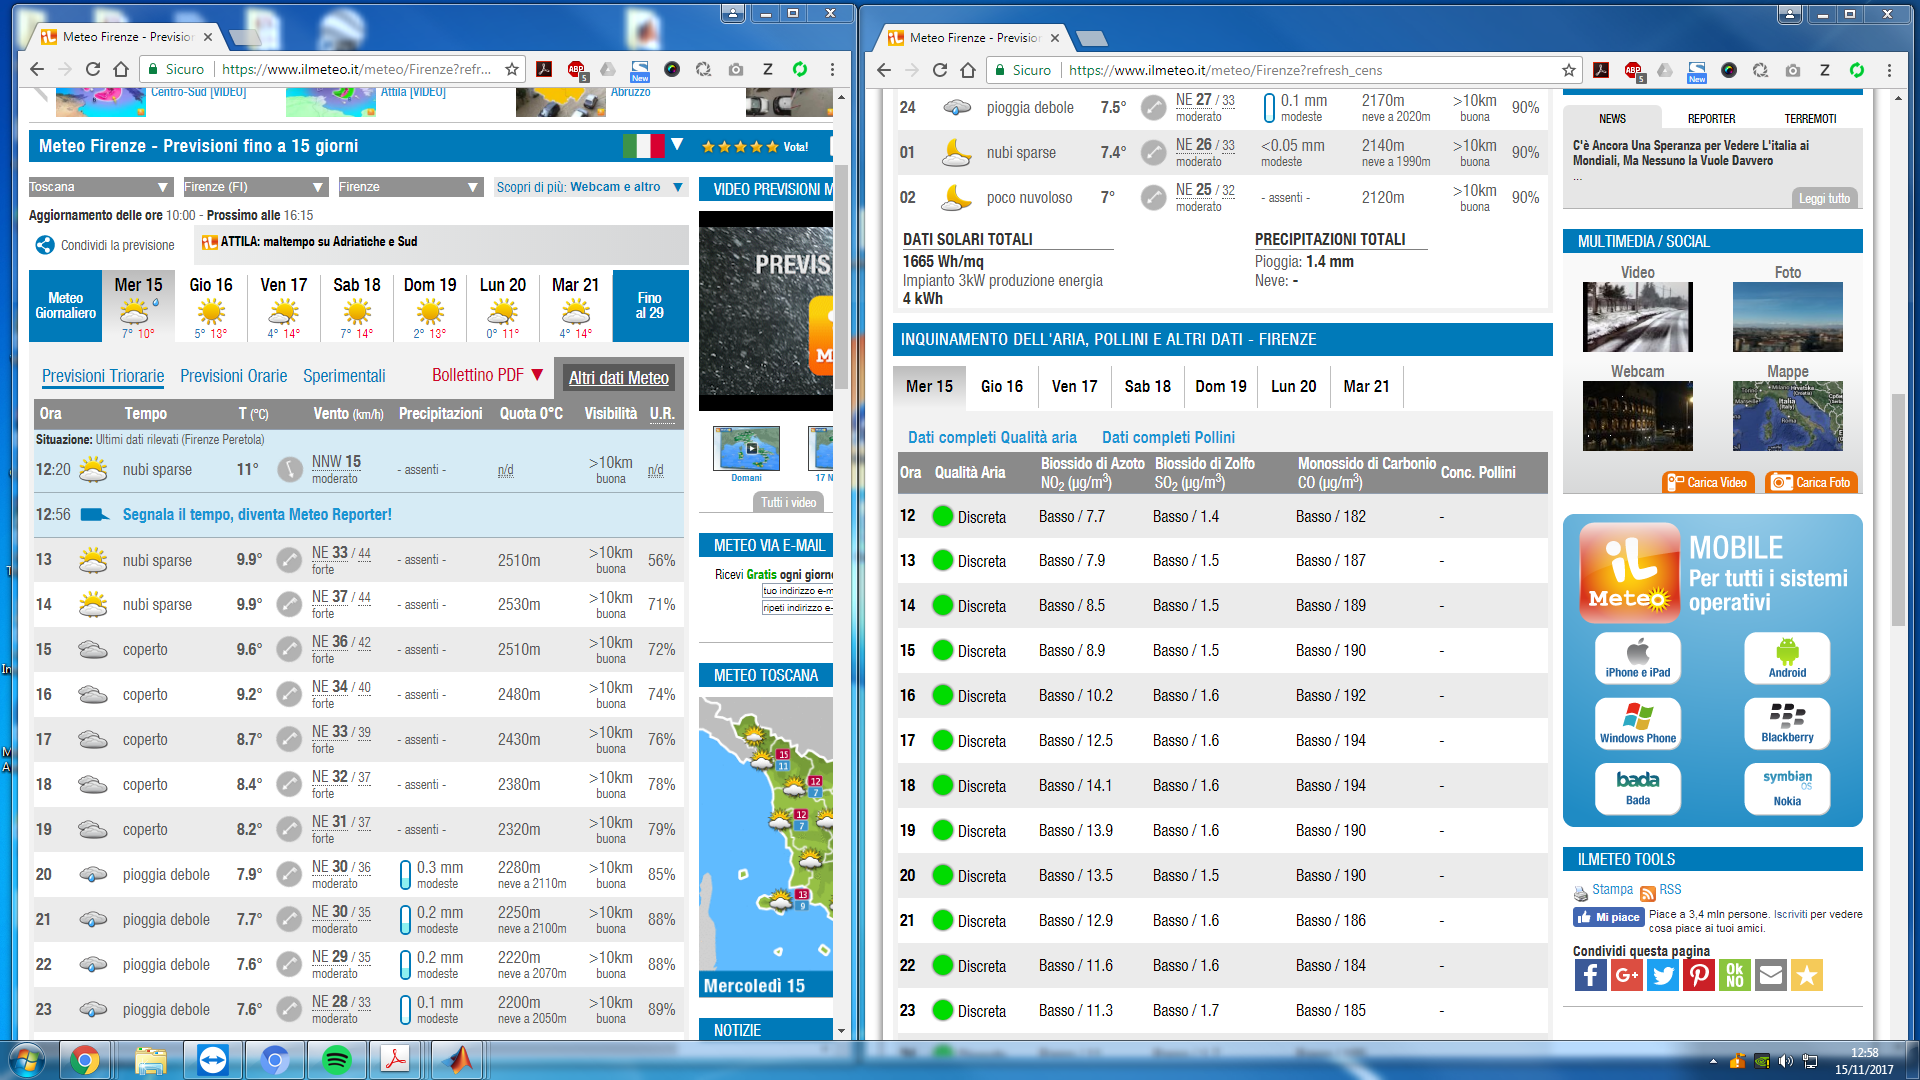 Meteo Firenze - Prevision
Sicuro https://www.ilmeteo.it/meteo/Firenze?refr...
Centro-Sud [VIDEO] Attila [VIDEO] Abruzzo
Meteo Firenze - Previsioni fino a 15 giorni Vota!
Toscana Firenze (FI) Firenze Scopri di più: Webcam e altro
Aggiornamento delle ore 10:00 - Prossimo alle 16:15
Condividi la previsione ATTILA: maltempo su Adriatiche e Sud
Meteo Giornaliero Mer 15 Gio 16 Ven 17 Sab 18 Dom 19 Lun 20 Mar 21 Fino al 29
7° 10° 5° 13° 4° 14° 7° 14° 2° 13° 0° 11° 4° 14°
Previsioni Triorarie Previsioni Orarie Sperimentali Bollettino PDF Altri dati Meteo
Ora Tempo T (°C) Vento (km/h) Precipitazioni Quota 0°C Visibilità U.R.
Situazione: Ultimi dati rilevati (Firenze Peretola)
12:20 nubi sparse 11° NNW 15 moderato - assenti - n/d >10km buona n/d
12:56 Segnala il tempo, diventa Meteo Reporter!
13 nubi sparse 9.9° NE 33 / 44 forte - assenti - 2510m >10km buona 56%
14 nubi sparse 9.9° NE 37 / 44 forte - assenti - 2530m >10km buona 71%
15 coperto 9.6° NE 36 / 42 forte - assenti - 2510m >10km buona 72%
16 coperto 9.2° NE 34 / 40 forte - assenti - 2480m >10km buona 74%
17 coperto 8.7° NE 33 / 39 forte - assenti - 2430m >10km buona 76%
18 coperto 8.4° NE 32 / 37 forte - assenti - 2380m >10km buona 78%
19 coperto 8.2° NE 31 / 37 forte - assenti - 2320m >10km buona 79%
20 pioggia debole 7.9° NE 30 / 36 moderato 0.3 mm modeste 2280m neve a 2110m >10km buona 85%
21 pioggia debole 7.7° NE 30 / 35 moderato 0.2 mm modeste 2250m neve a 2100m >10km buona 88%
22 pioggia debole 7.6° NE 29 / 35 moderato 0.2 mm modeste 2220m neve a 2070m >10km buona 88%
23 pioggia debole 7.6° NE 28 / 33 moderato 0.1 mm modeste 2200m neve a 2050m >10km buona 89%
VIDEO PREVISIONI M
PREVIS
Domani 17 N
Tutti i video
METEO VIA E-MAIL
Ricevi Gratis ogni giorno
tuo indirizzo e-m
ripeti indirizzo e-
METEO TOSCANA
15 11
12 7
12 7
13 9
Mercoledì 15
NOTIZIE
Meteo Firenze - Prevision
Sicuro https://www.ilmeteo.it/meteo/Firenze?refresh_cens
24 pioggia debole 7.5° NE 27 / 33 moderato 0.1 mm modeste 2170m neve a 2020m >10km buona 90%
01 nubi sparse 7.4° NE 26 / 33 moderato <0.05 mm modeste 2140m neve a 1990m >10km buona 90%
02 poco nuvoloso 7° NE 25 / 32 moderato - assenti - 2120m >10km buona 90%
DATI SOLARI TOTALI PRECIPITAZIONI TOTALI
1665 Wh/mq Pioggia: 1.4 mm
Impianto 3kW produzione energia Neve: -
4 kWh
INQUINAMENTO DELL'ARIA, POLLINI E ALTRI DATI - FIRENZE
Mer 15 Gio 16 Ven 17 Sab 18 Dom 19 Lun 20 Mar 21
Dati completi Qualità aria Dati completi Pollini
Ora Qualità Aria Biossido di Azoto NO2 (µg/m3) Biossido di Zolfo SO2 (µg/m3) Monossido di Carbonio CO (µg/m3) Conc. Pollini
12 Discreta Basso / 7.7 Basso / 1.4 Basso / 182 -
13 Discreta Basso / 7.9 Basso / 1.5 Basso / 187 -
14 Discreta Basso / 8.5 Basso / 1.5 Basso / 189 -
15 Discreta Basso / 8.9 Basso / 1.5 Basso / 190 -
16 Discreta Basso / 10.2 Basso / 1.6 Basso / 192 -
17 Discreta Basso / 12.5 Basso / 1.6 Basso / 194 -
18 Discreta Basso / 14.1 Basso / 1.6 Basso / 194 -
19 Discreta Basso / 13.9 Basso / 1.6 Basso / 190 -
20 Discreta Basso / 13.5 Basso / 1.5 Basso / 190 -
21 Discreta Basso / 12.9 Basso / 1.6 Basso / 186 -
22 Discreta Basso / 11.6 Basso / 1.6 Basso / 184 -
23 Discreta Basso / 11.3 Basso / 1.7 Basso / 185 -
NEWS REPORTER TERREMOTI
C'è Ancora Una Speranza per Vedere L'italia ai
Mondiali, Ma Nessuno la Vuole Davvero
...
Leggi tutto
MULTIMEDIA / SOCIAL
Video Foto
Webcam Mappe
Carica Video Carica Foto
iL Meteo
MOBILE
Per tutti i sistemi
operativi
iPhone e iPad Android
Windows Phone Blackberry
bada Bada symbian OS Nokia
ILMETEO TOOLS
Stampa RSS
Mi piace Piace a 3,4 mln persone. Iscriviti per vedere
cosa piace ai tuoi amici.
Condividi questa pagina
OK NO
12:58
15/11/2017